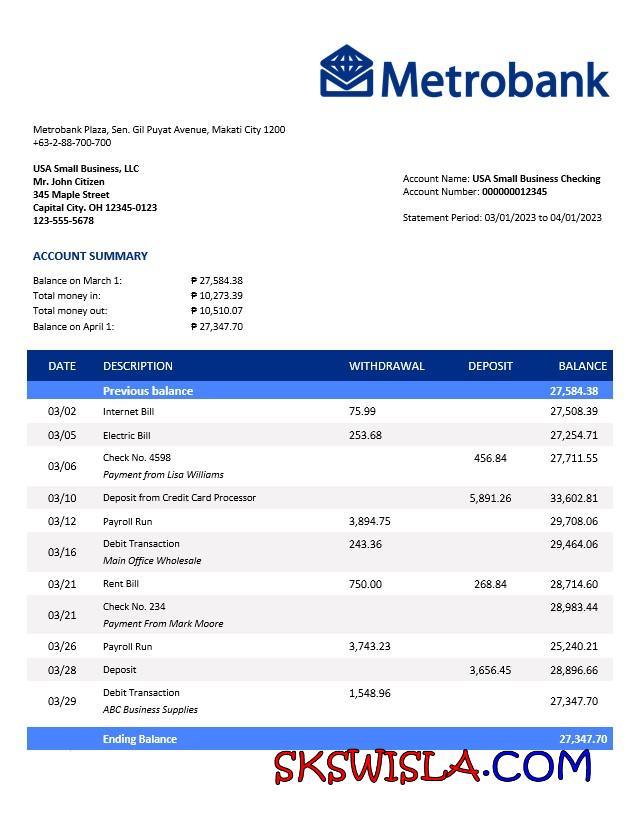 Metrobank
Metrobank Plaza, Sen. Gil Puyat Avenue, Makati City 1200
+63-2-88-700-700
USA Small Business, LLC
Mr. John Citizen
345 Maple Street
Capital City. OH 12345-0123
123-555-5678
Account Name: USA Small Business Checking
Account Number: 000000012345
Statement Period: 03/01/2023 to 04/01/2023
ACCOUNT SUMMARY
Balance on March 1: ₱ 27,584.38
Total money in: ₱ 10,273.39
Total money out: ₱ 10,510.07
Balance on April 1: ₱ 27,347.70
DATE DESCRIPTION WITHDRAWAL DEPOSIT BALANCE
Previous balance 27,584.38
03/02 Internet Bill 75.99 27,508.39
03/05 Electric Bill 253.68 27,254.71
03/06 Check No. 4598 456.84 27,711.55
Payment from Lisa Williams
03/10 Deposit from Credit Card Processor 5,891.26 33,602.81
03/12 Payroll Run 3,894.75 29,708.06
03/16 Debit Transaction 243.36 29,464.06
Main Office Wholesale
03/21 Rent Bill 750.00 268.84 28,714.60
03/21 Check No. 234 28,983.44
Payment From Mark Moore
03/26 Payroll Run 3,743.23 25,240.21
03/28 Deposit 3,656.45 28,896.66
03/29 Debit Transaction 1,548.96 27,347.70
ABC Business Supplies
Ending Balance 27,347.70
SKSWISLA.COM